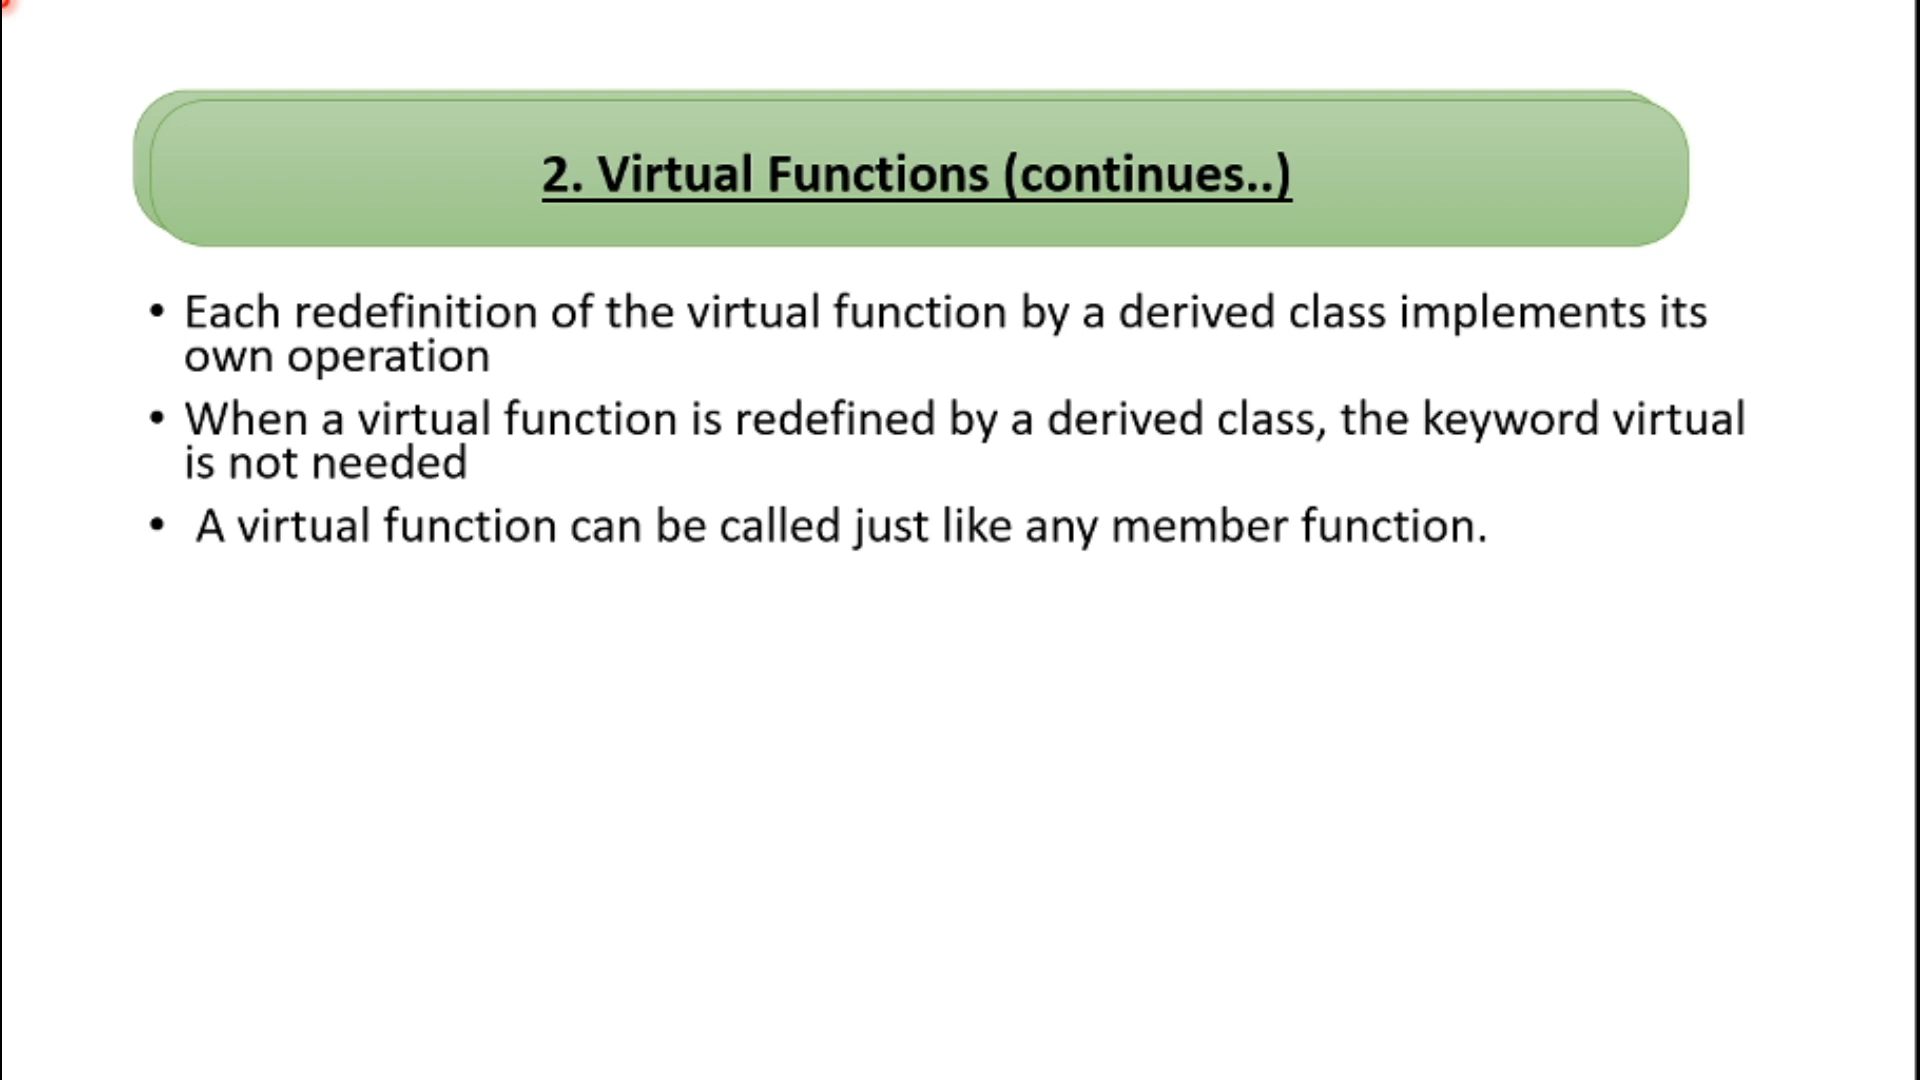 2. Virtual Functions (continues..)
• Each redefinition of the virtual function by a derived class implements its
own operation
• When a virtual function is redefined by a derived class, the keyword virtual
is not needed
• A virtual function can be called just like any member function.